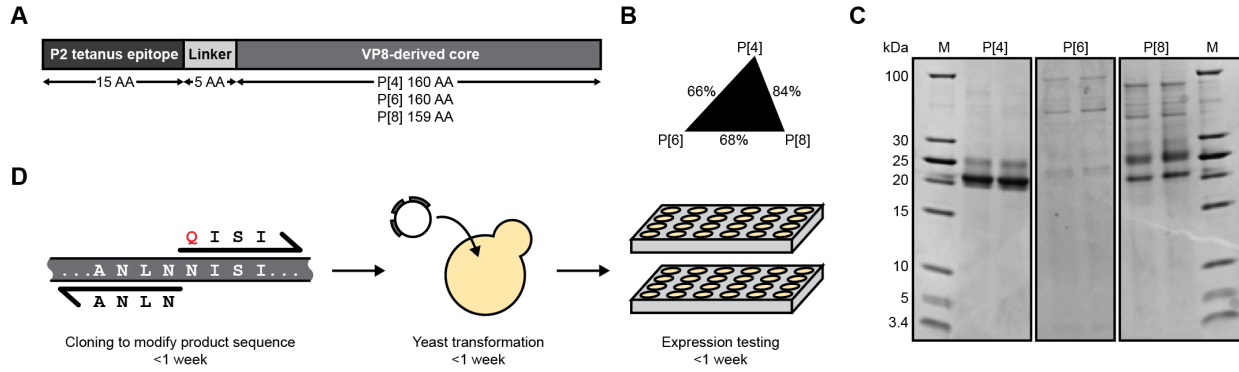 A
P2 tetanus epitope Linker VP8-derived core
15 AA 5 AA P[4] 160 AA
P[6] 160 AA
P[8] 159 AA
B
P[4]
66% 84%
P[6] 68% P[8]
C
kDa M P[4] P[6] P[8] M
100
30
25
20
15
10
5
3.4
D
Q I S I
...A N L N N I S I...
A N L N
Cloning to modify product sequence
<1 week
Yeast transformation
<1 week
Expression testing
<1 week